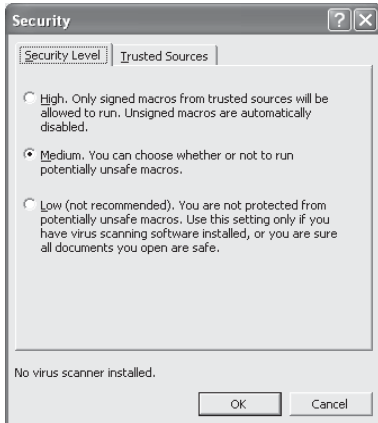 Security
Security Level
Trusted Sources
High. Only signed macros from trusted sources will be
allowed to run. Unsigned macros are automatically
disabled.
Medium. You can choose whether or not to run
potentially unsafe macros.
Low (not recommended). You are not protected from
potentially unsafe macros. Use this setting only if you
have virus scanning software installed, or you are sure
all documents you open are safe.
No virus scanner installed.
OK
Cancel